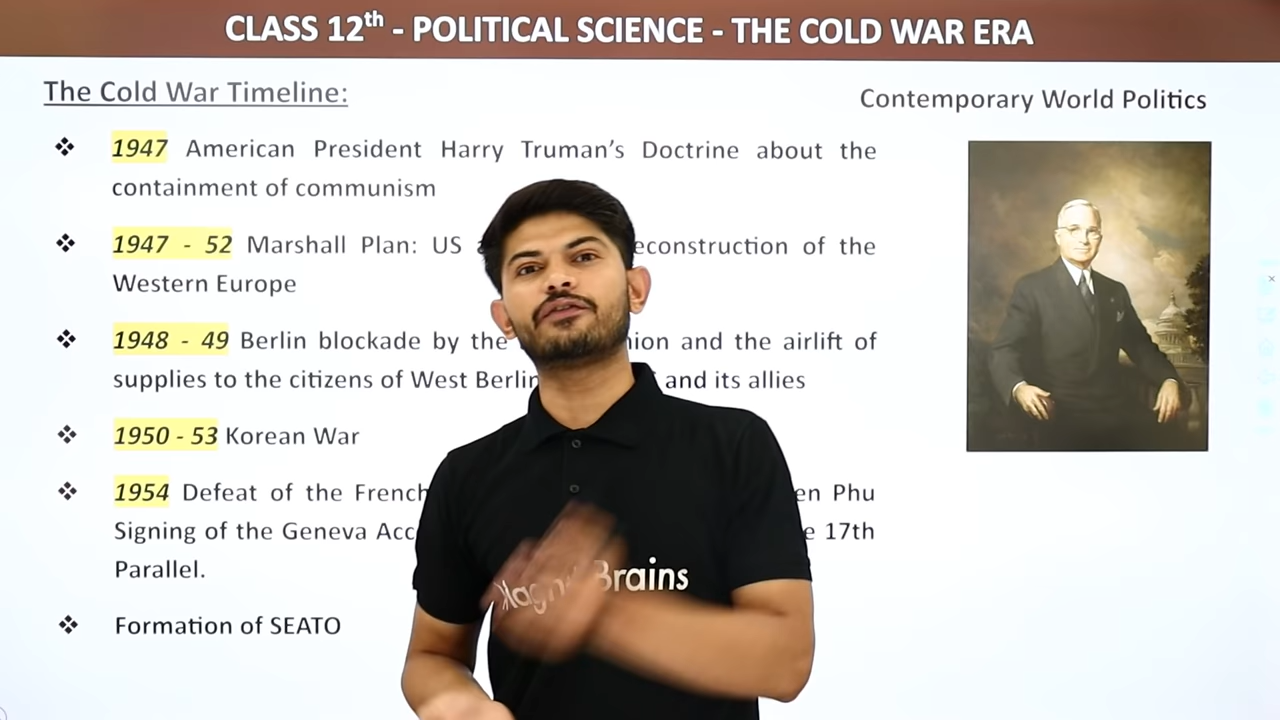 CLASS 12th - POLITICAL SCIENCE - THE COLD WAR ERA
The Cold War Timeline:
Contemporary World Politics
❖ 1947 American President Harry Truman's Doctrine about the
containment of communism
❖ 1947 - 52 Marshall Plan: US econstruction of the
Western Europe
❖ 1948 - 49 Berlin blockade by the ion and the airlift of
supplies to the citizens of West Berlin and its allies
❖ 1950 - 53 Korean War
❖ 1954 Defeat of the French en Phu
Signing of the Geneva Acc e 17th
Parallel.
❖ Formation of SEATO
Brains